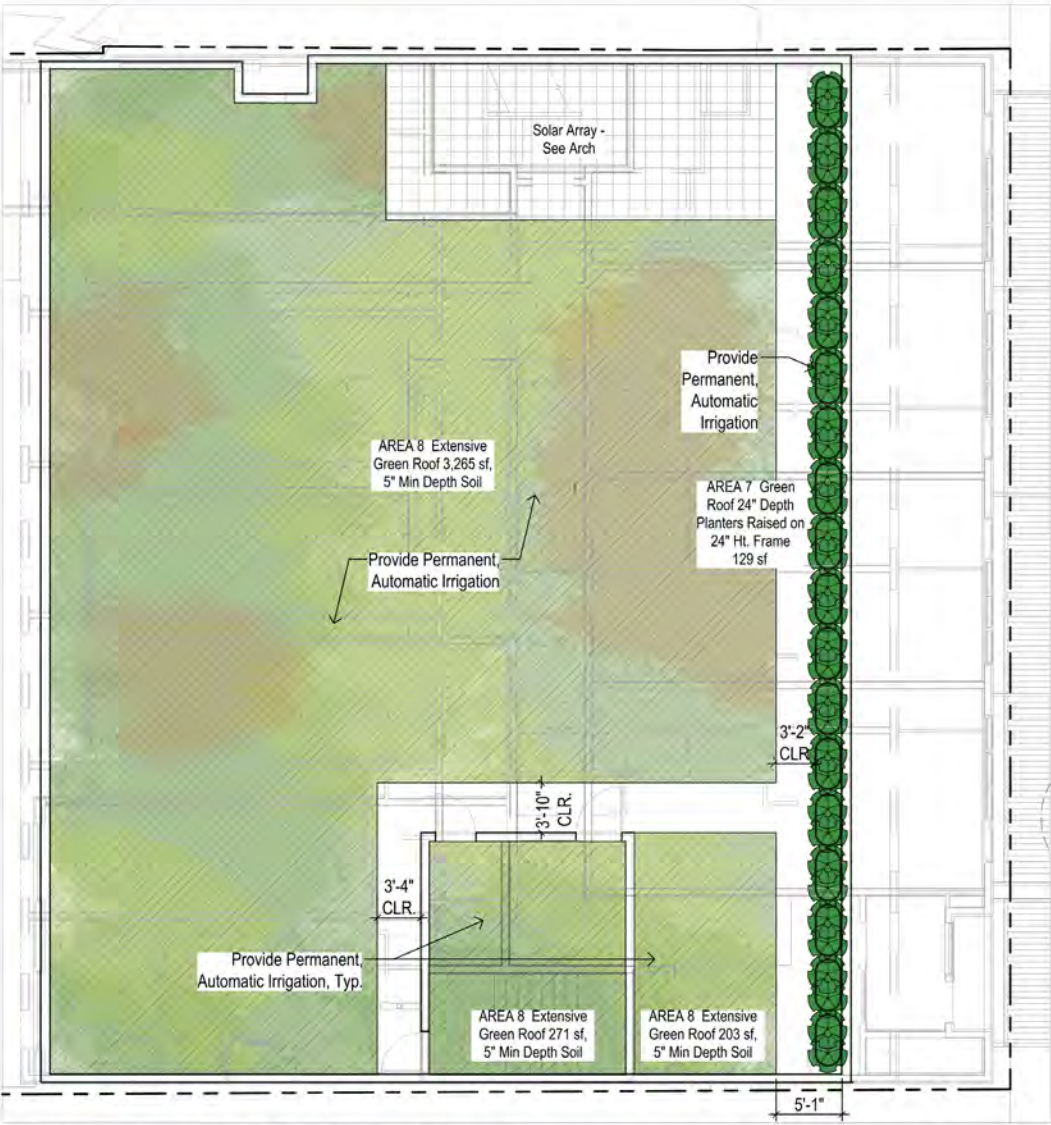 Solar Array -
See Arch
Provide
Permanent,
Automatic
Irrigation
AREA 8  Extensive
Green Roof 3,265 sf,
5" Min Depth Soil
AREA 7  Green
Roof 24" Depth
Planters Raised on
24" Ht. Frame
129 sf
Provide Permanent,
Automatic Irrigation
3'-2"
CLR
3'-10"
CLR.
3'-4"
CLR.
Provide Permanent,
Automatic Irrigation, Typ.
AREA 8  Extensive
Green Roof 271 sf,
5" Min Depth Soil
AREA 8  Extensive
Green Roof 203 sf,
5" Min Depth Soil
5'-1"